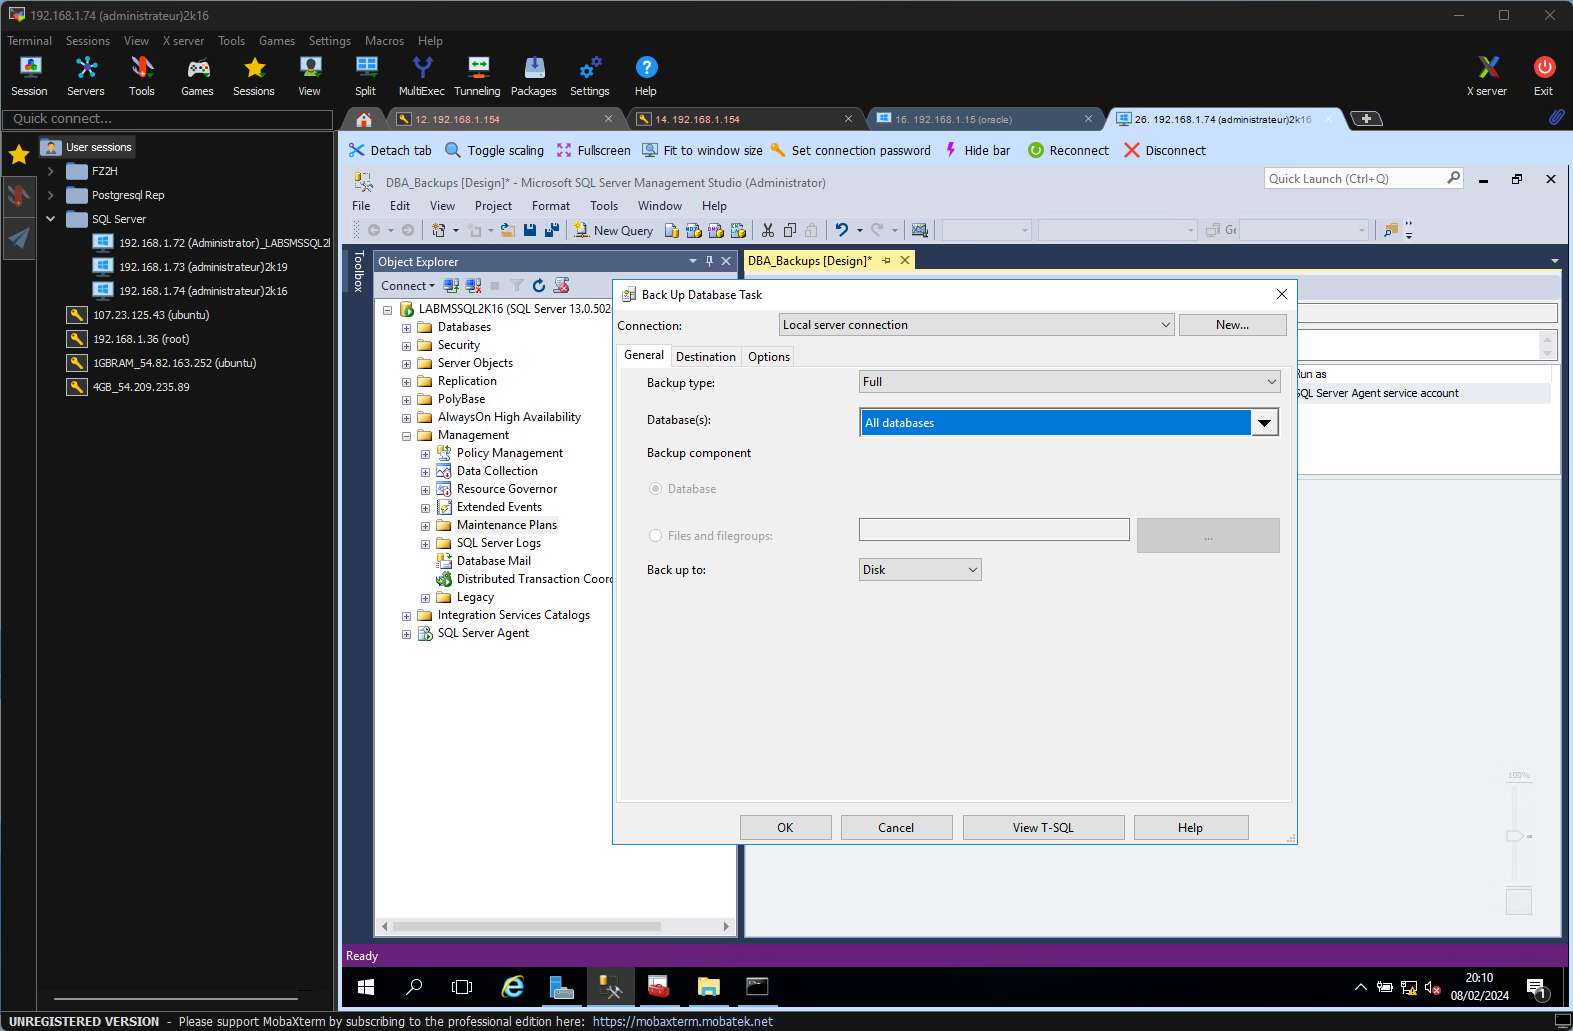 192.168.1.74 (administrateur)2k16
Terminal Sessions View X server Tools Games Settings Macros Help
Session Servers Tools Games Sessions View Split MultiExec Tunneling Packages Settings Help X server Exit
Quick connect...
12. 192.168.1.154
14. 192.168.1.154
16. 192.168.1.15 (oracle)
26. 192.168.1.74 (administrateur)2k16
User sessions
FZ2H
Postgresql Rep
SQL Server
192.168.1.72 (Administrator)_LABSMSSQL2
192.168.1.73 (administrateur)2k19
192.168.1.74 (administrateur)2k16
107.23.125.43 (ubuntu)
192.168.1.36 (root)
1GBRAM_54.82.163.252 (ubuntu)
4GB_54.209.235.89
Detach tab Toggle scaling Fullscreen Fit to window size Set connection password Hide bar Reconnect Disconnect
DBA_Backups [Design]* - Microsoft SQL Server Management Studio (Administrator)
Quick Launch (Ctrl+Q)
File Edit View Project Format Tools Window Help
New Query
Ge
Toolbox
Object Explorer
Connect
LABMSSQL2K16 (SQL Server 13.0.502
Databases
Security
Server Objects
Replication
PolyBase
AlwaysOn High Availability
Management
Policy Management
Data Collection
Resource Governor
Extended Events
Maintenance Plans
SQL Server Logs
Database Mail
Distributed Transaction Coor
Legacy
Integration Services Catalogs
SQL Server Agent
DBA_Backups [Design]*
Run as
SQL Server Agent service account
100%
Back Up Database Task
Connection: Local server connection New...
General Destination Options
Backup type: Full
Database(s): All databases
Backup component
Database
Files and filegroups: ...
Back up to: Disk
OK Cancel View T-SQL Help
Ready
20:10
08/02/2024
1
UNREGISTERED VERSION - Please support MobaXterm by subscribing to the professional edition here: https://mobaxterm.mobatek.net